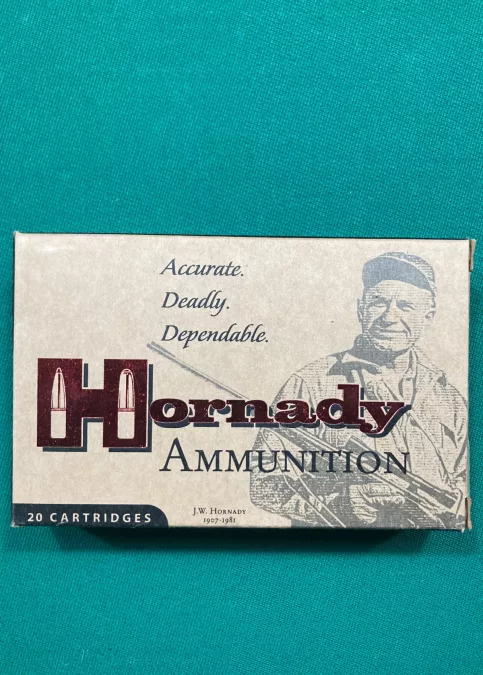 Accurate.
Deadly.
Dependable.
Hornady
AMMUNITION
20 CARTRIDGES
J.W. HORNADY
1907-1981